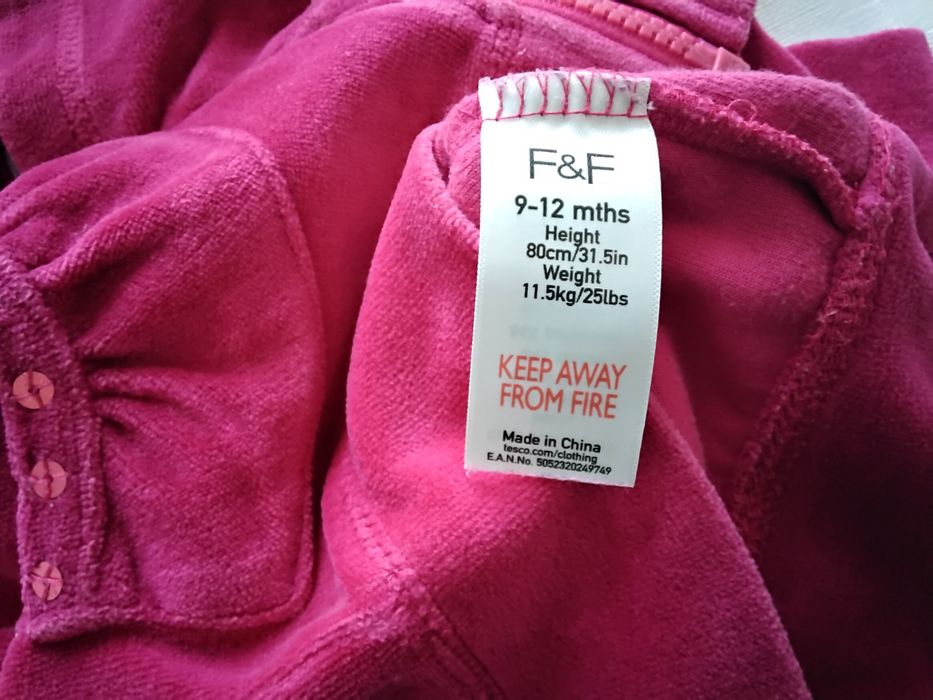 F&F
9-12 mths
Height
80cm/31.5in
Weight
11.5kg/25lbs
KEEP AWAY
FROM FIRE
Made in China
tesco.com/clothing
E.A.N.No. 5052320249749